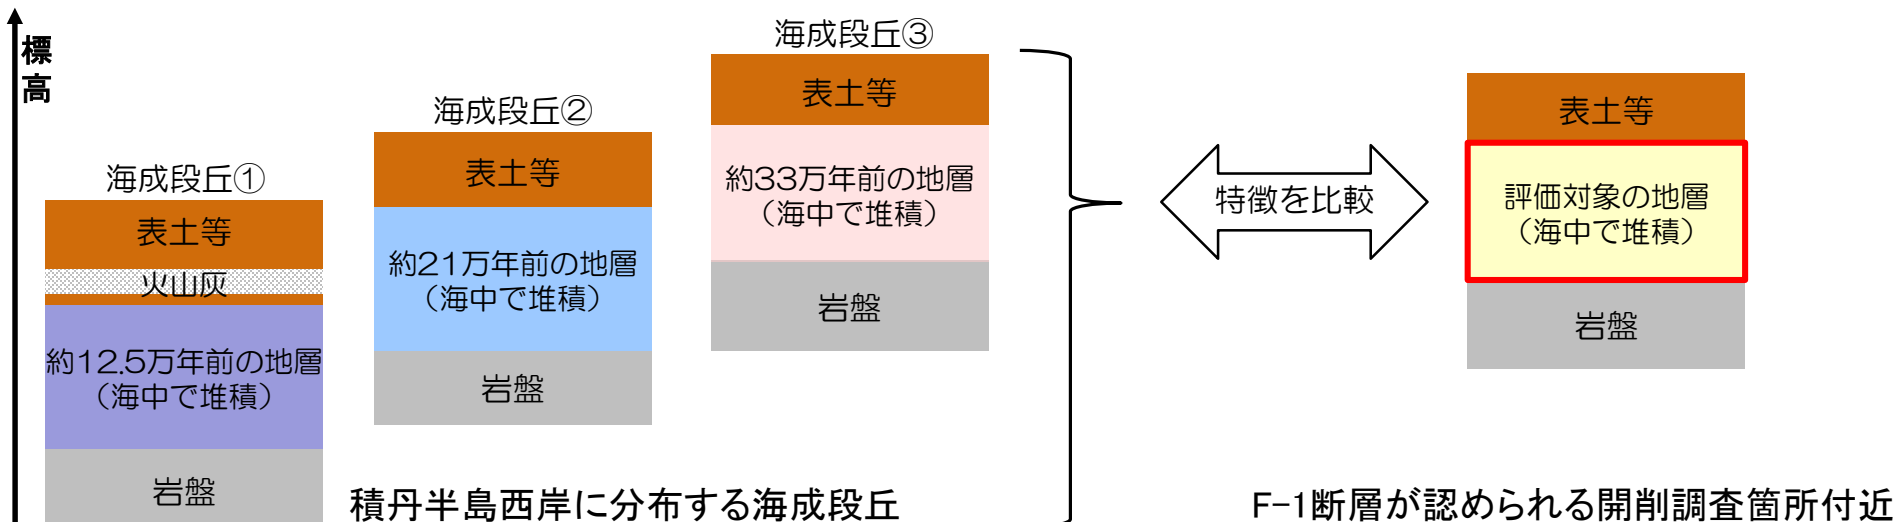 標
高
海成段丘①
表土等
火山灰
約12.5万年前の地層
（海中で堆積）
岩盤
海成段丘②
表土等
約21万年前の地層
（海中で堆積）
岩盤
海成段丘③
表土等
約33万年前の地層
（海中で堆積）
岩盤
積丹半島西岸に分布する海成段丘
特徴を比較
表土等
評価対象の地層
（海中で堆積）
岩盤
F-1断層が認められる開削調査箇所付近